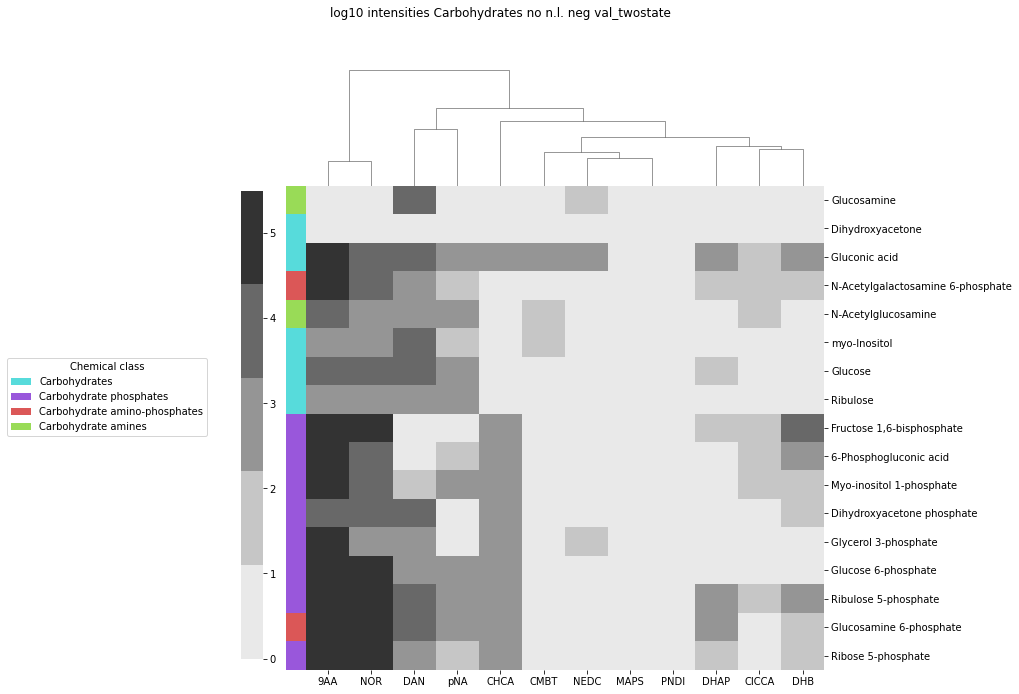 log10 intensities Carbohydrates no n.l. neg val_twostate
Chemical class
Carbohydrates
Carbohydrate phosphates
Carbohydrate amino-phosphates
Carbohydrate amines
5
4
3
2
1
0
Glucosamine
Dihydroxyacetone
Gluconic acid
N-Acetylgalactosamine 6-phosphate
N-Acetylglucosamine
myo-Inositol
Glucose
Ribulose
Fructose 1,6-bisphosphate
6-Phosphogluconic acid
Myo-inositol 1-phosphate
Dihydroxyacetone phosphate
Glycerol 3-phosphate
Glucose 6-phosphate
Ribulose 5-phosphate
Glucosamine 6-phosphate
Ribose 5-phosphate
9AA NOR DAN pNA CHCA CMBT NEDC MAPS PNDI DHAP ClCCA DHB